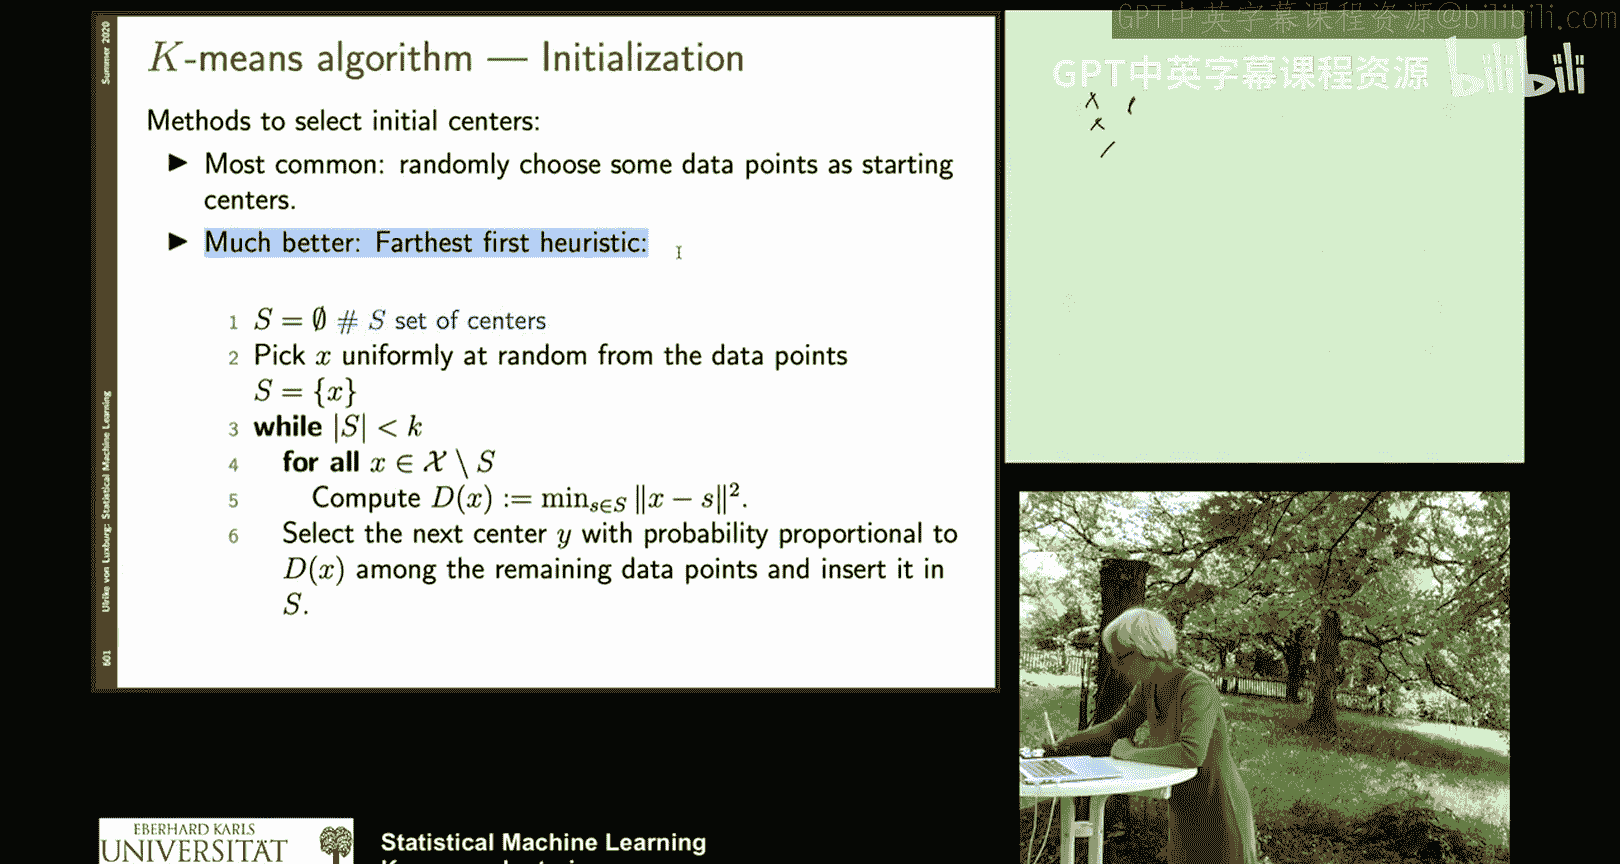 GPT中英字幕课程资源@bilibili.com
GPT中英字幕课程资源 bilibili
Summer 2020
K-means algorithm — Initialization
Methods to select initial centers:
▶ Most common: randomly choose some data points as starting
centers.
▶ Much better: Farthest first heuristic:
1 S = ∅ # S set of centers
2 Pick x uniformly at random from the data points
S = {x}
3 while |S| < k
4 for all x ∈ 𝒳 \ S
5 Compute D(x) := min_{s∈S} ‖x − s‖².
6 Select the next center y with probability proportional to
D(x) among the remaining data points and insert it in
S.
Ulrike von Luxburg: Statistical Machine Learning
601
EBERHARD KARLS
UNIVERSITÄT
Statistical Machine Learning